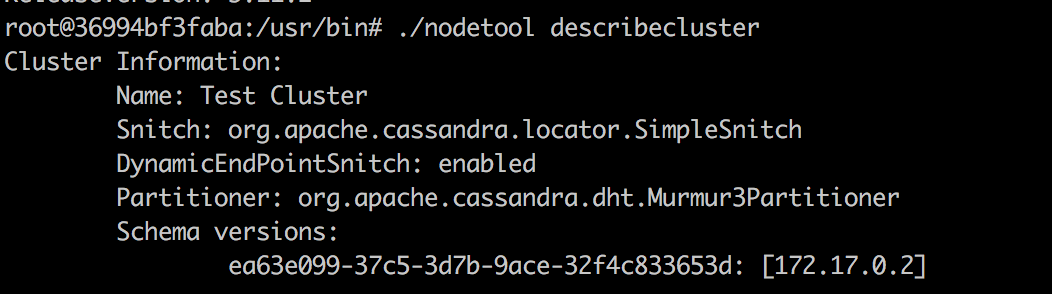 root@36994bf3faba:/usr/bin# ./nodetool describecluster
Cluster Information:
Name: Test Cluster
Snitch: org.apache.cassandra.locator.SimpleSnitch
DynamicEndPointSnitch: enabled
Partitioner: org.apache.cassandra.dht.Murmur3Partitioner
Schema versions:
ea63e099-37c5-3d7b-9ace-32f4c833653d: [172.17.0.2]